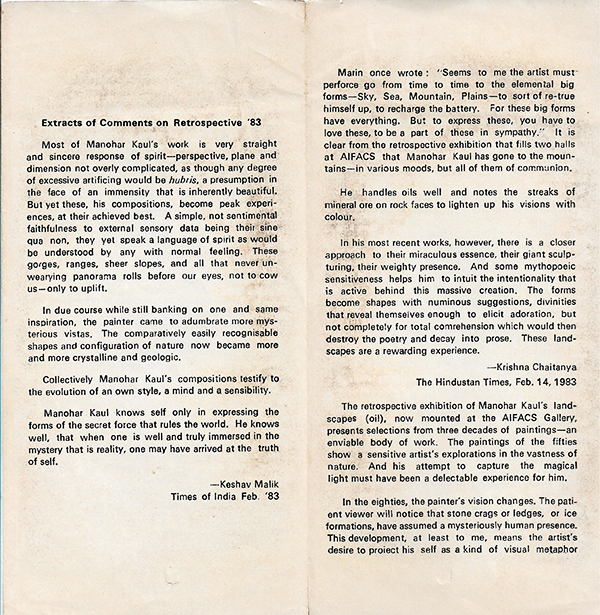 Extracts of Comments on Retrospective '83
Most of Manohar Kaul's work is very straight
and sincere response of spirit—perspective, plane and
dimension not overly complicated, as though any degree
of excessive artificing would be hubris, a presumption in
the face of an immensity that is inherently beautiful.
But yet these, his compositions, become peak experi-
ences, at their achieved best. A simple, not sentimental
faithfulness to external sensory data being their sine
qua non, they yet speak a language of spirit as would
be understood by any with normal feeling. These
gorges, ranges, sheer slopes, and all that never un-
wearying panorama rolls before our eyes, not to cow
us—only to uplift.
In due course while still banking on one and same
inspiration, the painter came to adumbrate more mys-
terious vistas. The comparatively easily recognisable
shapes and configuration of nature now became more
and more crystalline and geologic.
Collectively Manohar Kaul's compositions testify to
the evolution of an own style, a mind and a sensibility.
Manohar Kaul knows self only in expressing the
forms of the secret force that rules the world. He knows
well, that when one is well and truly immersed in the
mystery that is reality, one may have arrived at the truth
of self.
—Keshav Malik
Times of India Feb. '83
Marin once wrote : "Seems to me the artist must
perforce go from time to time to the elemental big
forms—Sky, Sea, Mountain, Plains—to sort of re-true
himself up, to recharge the battery. For these big forms
have everything. But to express these, you have to
love these, to be a part of these in sympathy." It is
clear from the retrospective exhibition that fills two halls
at AIFACS that Manohar Kaul has gone to the moun-
tains—in various moods, but all of them of communion.
He handles oils well and notes the streaks of
mineral ore on rock faces to lighten up his visions with
colour.
In his most recent works, however, there is a closer
approach to their miraculous essence, their giant sculp-
turing, their weighty presence. And some mythopoeic
sensitiveness helps him to intuit the intentionality that
is active behind this massive creation. The forms
become shapes with numinous suggestions, divinities
that reveal themselves enough to elicit adoration, but
not completely for total comrehension which would then
destroy the poetry and decay into prose. These land-
scapes are a rewarding experience.
—Krishna Chaitanya
The Hindustan Times, Feb. 14, 1983
The retrospective exhibition of Manohar Kaul's land-
scapes (oil), now mounted at the AIFACS Gallery,
presents selections from three decades of paintings—an
enviable body of work. The paintings of the fifties
show a sensitive artist's explorations in the vastness of
nature. And his attempt to capture the magical
light must have been a delectable experience for him.
In the eighties, the painter's vision changes. The pati-
ent viewer will notice that stone crags or ledges, or ice
formations, have assumed a mysteriously human presence.
This development, at least to me, means the artist's
desire to project his self as a kind of visual metaphor